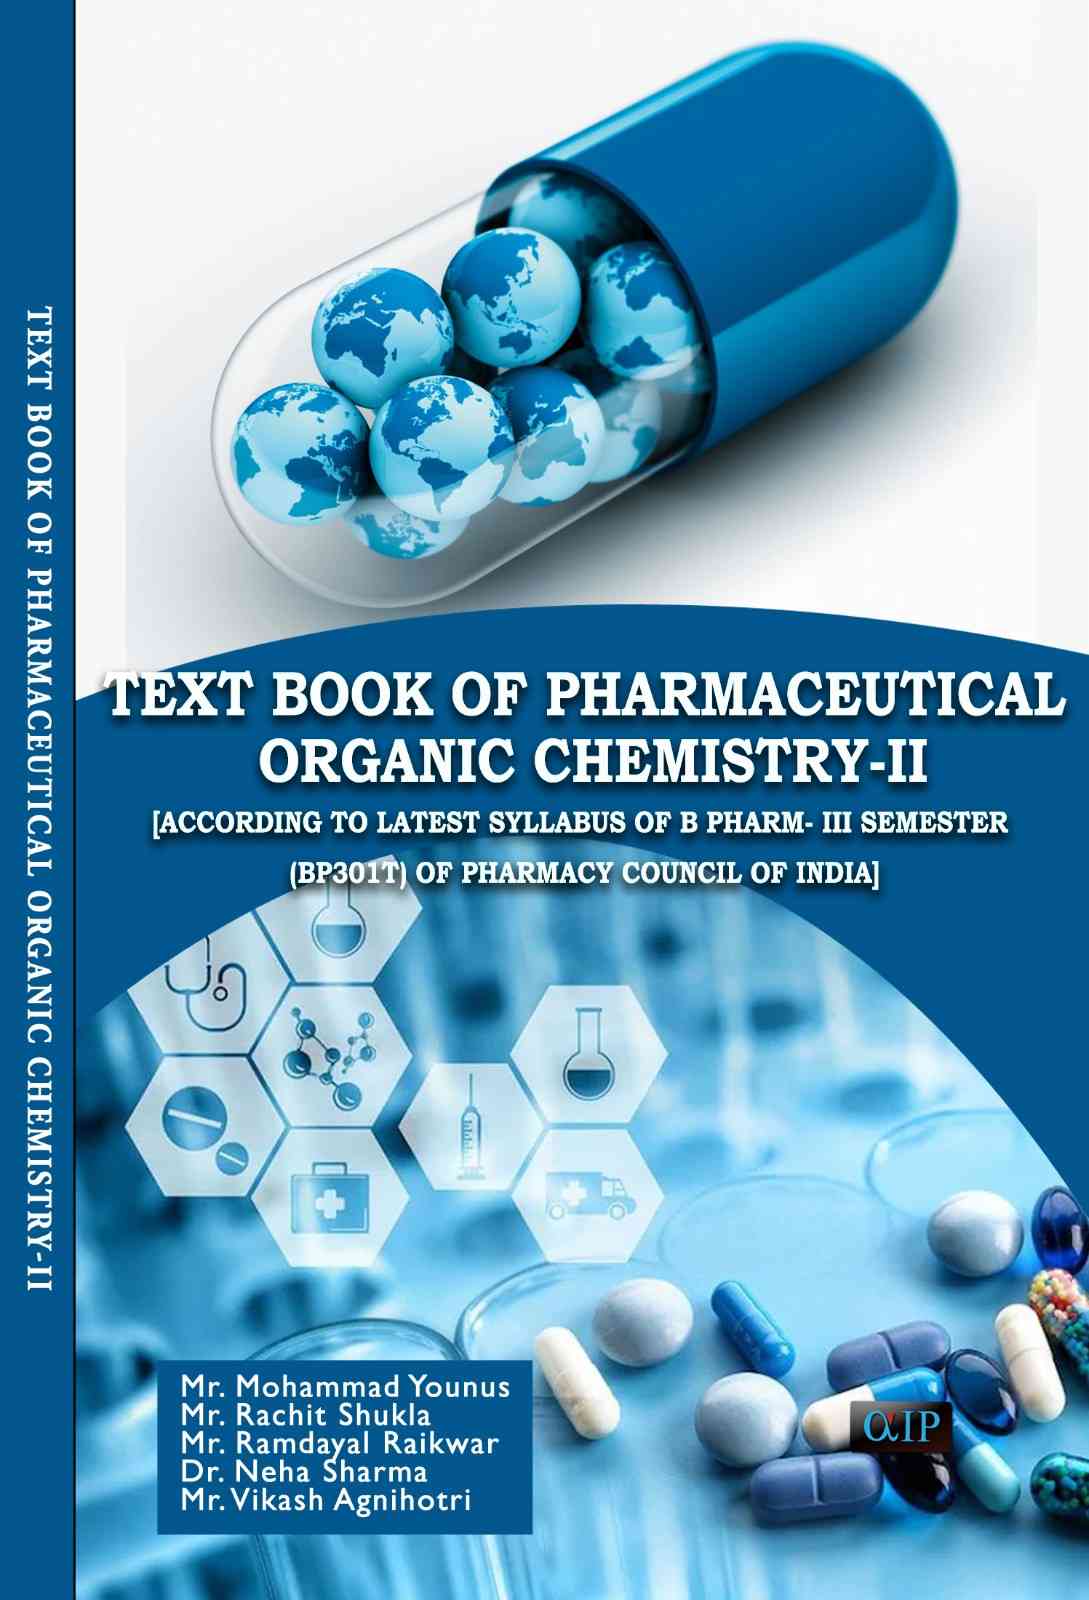 TEXT BOOK OF PHARMACEUTICAL ORGANIC CHEMISTRY-II
TEXT BOOK OF PHARMACEUTICAL
ORGANIC CHEMISTRY-II
[ACCORDING TO LATEST SYLLABUS OF B PHARM- III SEMESTER
(BP301T) OF PHARMACY COUNCIL OF INDIA]
Mr. Mohammad Younus
Mr. Rachit Shukla
Mr. Ramdayal Raikwar
Dr. Neha Sharma
Mr. Vikash Agnihotri
αIP